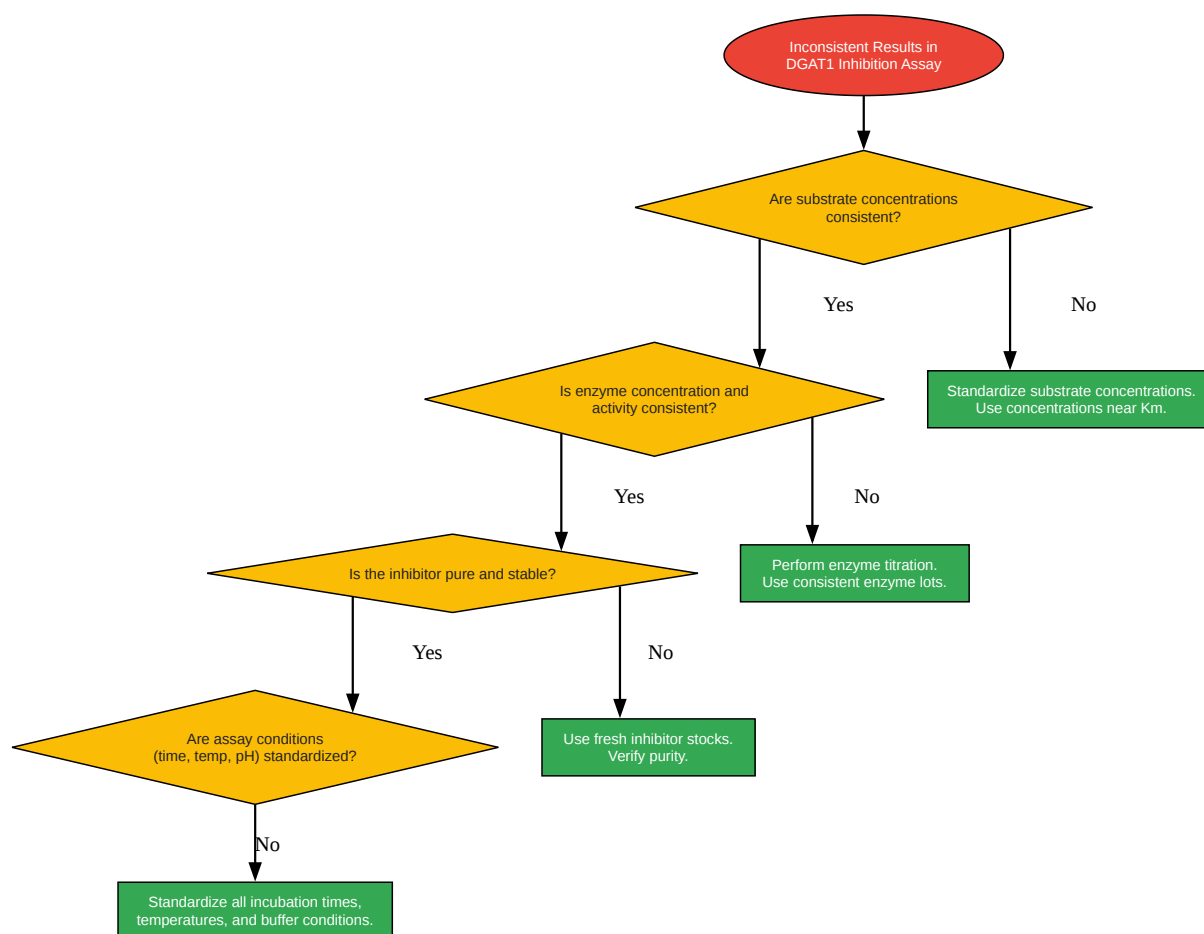 Inconsistent Results in
DGAT1 Inhibition Assay
Are substrate concentrations
consistent?
Yes
No
Is enzyme concentration and
activity consistent?
Standardize substrate concentrations.
Use concentrations near Km.
Yes
No
Is the inhibitor pure and stable?
Perform enzyme titration.
Use consistent enzyme lots.
Yes
No
Are assay conditions
(time, temp, pH) standardized?
Use fresh inhibitor stocks.
Verify purity.
No
Standardize all incubation times,
temperatures, and buffer conditions.